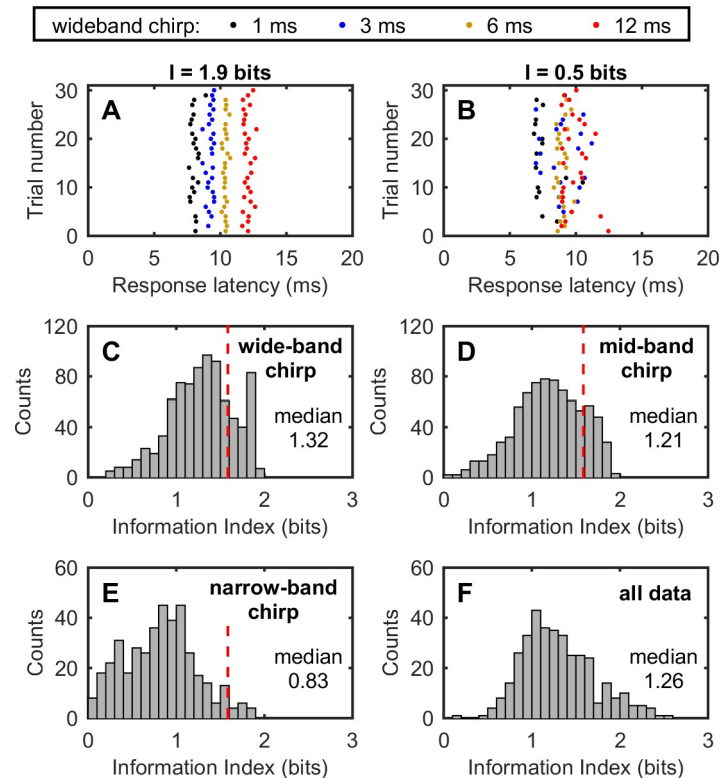 wideband chirp: 1 ms 3 ms 6 ms 12 ms
I = 1.9 bits
A
Trial number
30
20
10
0
0 5 10 15 20
Response latency (ms)
I = 0.5 bits
B
Trial number
30
20
10
0
0 5 10 15 20
Response latency (ms)
C
wide-band
chirp
median
1.32
Counts
120
80
40
0
0 1 2 3
Information Index (bits)
D
mid-band
chirp
median
1.21
Counts
120
80
40
0
0 1 2 3
Information Index (bits)
E
narrow-band
chirp
median
0.83
Counts
60
40
20
0
0 1 2 3
Information Index (bits)
F
all data
median
1.26
Counts
60
40
20
0
0 1 2 3
Information Index (bits)